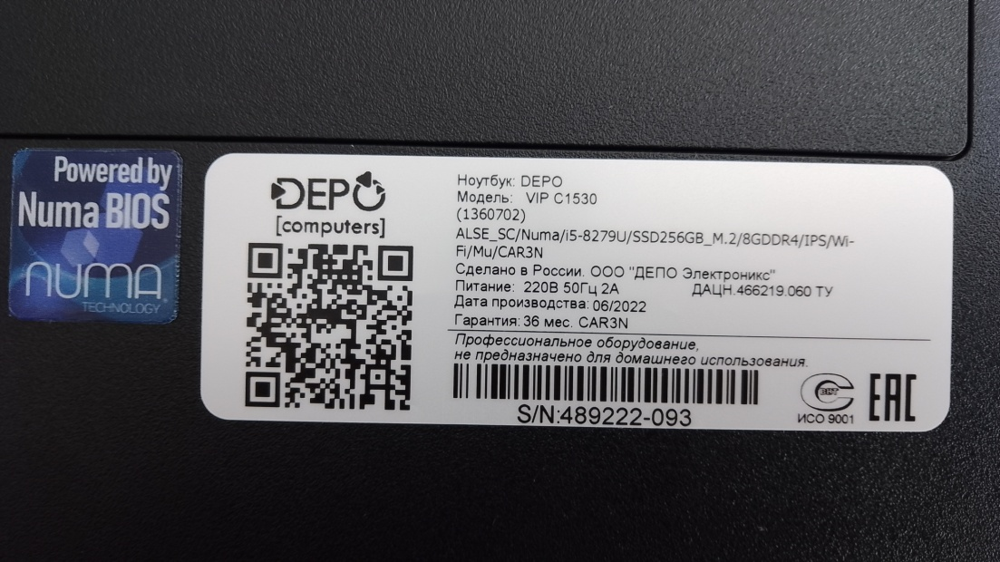 Powered by
Numa BIOS
NUMA
TECHNOLOGY
DEPO
[computers]
Ноутбук: DEPO
Модель: VIP C1530
(1360702)
ALSE_SC/Numa/i5-8279U/SSD256GB_M.2/8GDDR4/IPS/Wi-
Fi/Mu/CAR3N
Сделано в России. ООО "ДЕПО Электроникс"
Питание: 220В 50Гц 2А ДАЦН.466219.060 ТУ
Дата производства: 06/2022
Гарантия: 36 мес. CAR3N
Профессиональное оборудование,
не предназначено для домашнего использования.
S/N:489222-093
ИСО 9001
EAC